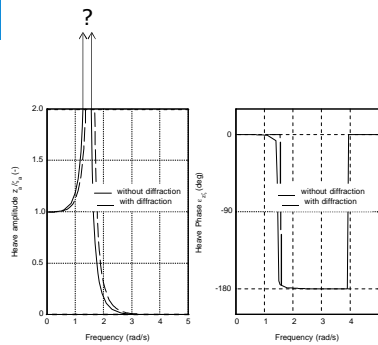 ?
2.0
1.5
1.0
0.5
0
0 1 2 3 4 5
Heave amplitude z_a/ζ_a (-)
without diffraction
with diffraction
Frequency (rad/s)
0
-90
-180
0 1 2 3 4
Heave Phase ε_zζ (deg)
without diffraction
with diffraction
Frequency (rad/s)